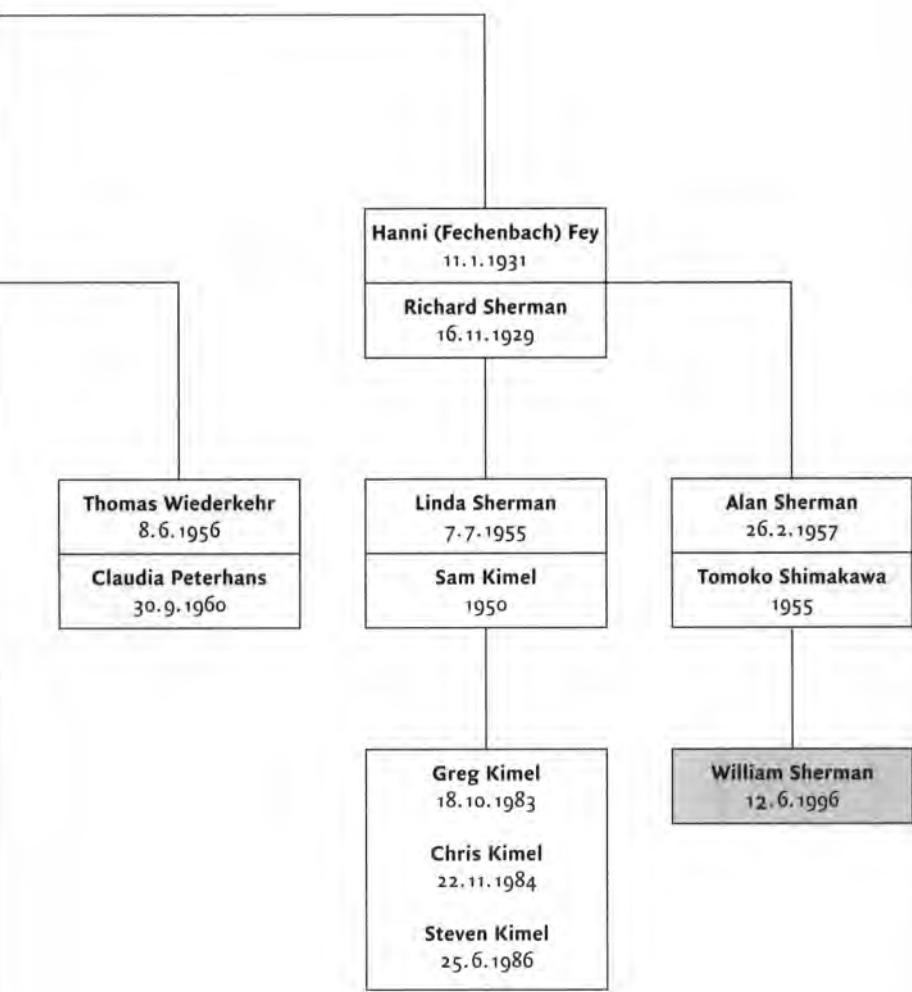 Hanni (Fechenbach) Fey
11.1.1931
Richard Sherman
16.11.1929
Thomas Wiederkehr
8.6.1956
Claudia Peterhans
30.9.1960
Linda Sherman
7.7.1955
Sam Kimel
1950
Alan Sherman
26.2.1957
Tomoko Shimakawa
1955
Greg Kimel
18.10.1983
Chris Kimel
22.11.1984
Steven Kimel
25.6.1986
William Sherman
12.6.1996